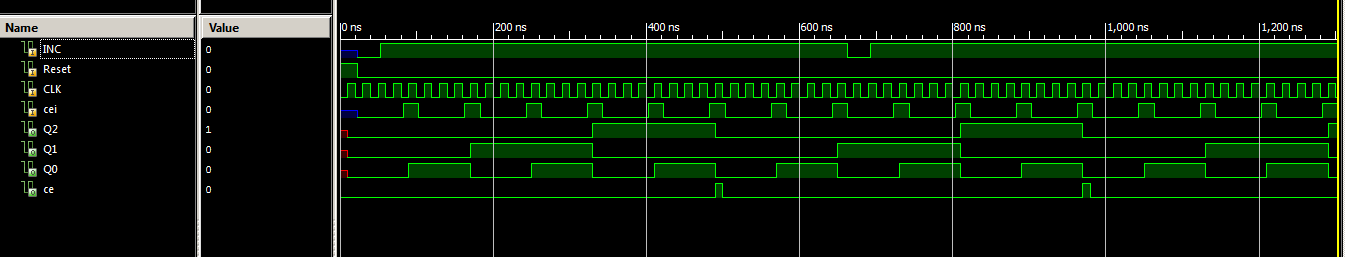 Name Value 0 ns 200 ns 400 ns 600 ns 800 ns 1,000 ns 1,200 ns
INC 0
Reset 0
CLK 0
cei 0
Q2 1
Q1 0
Q0 0
ce 0